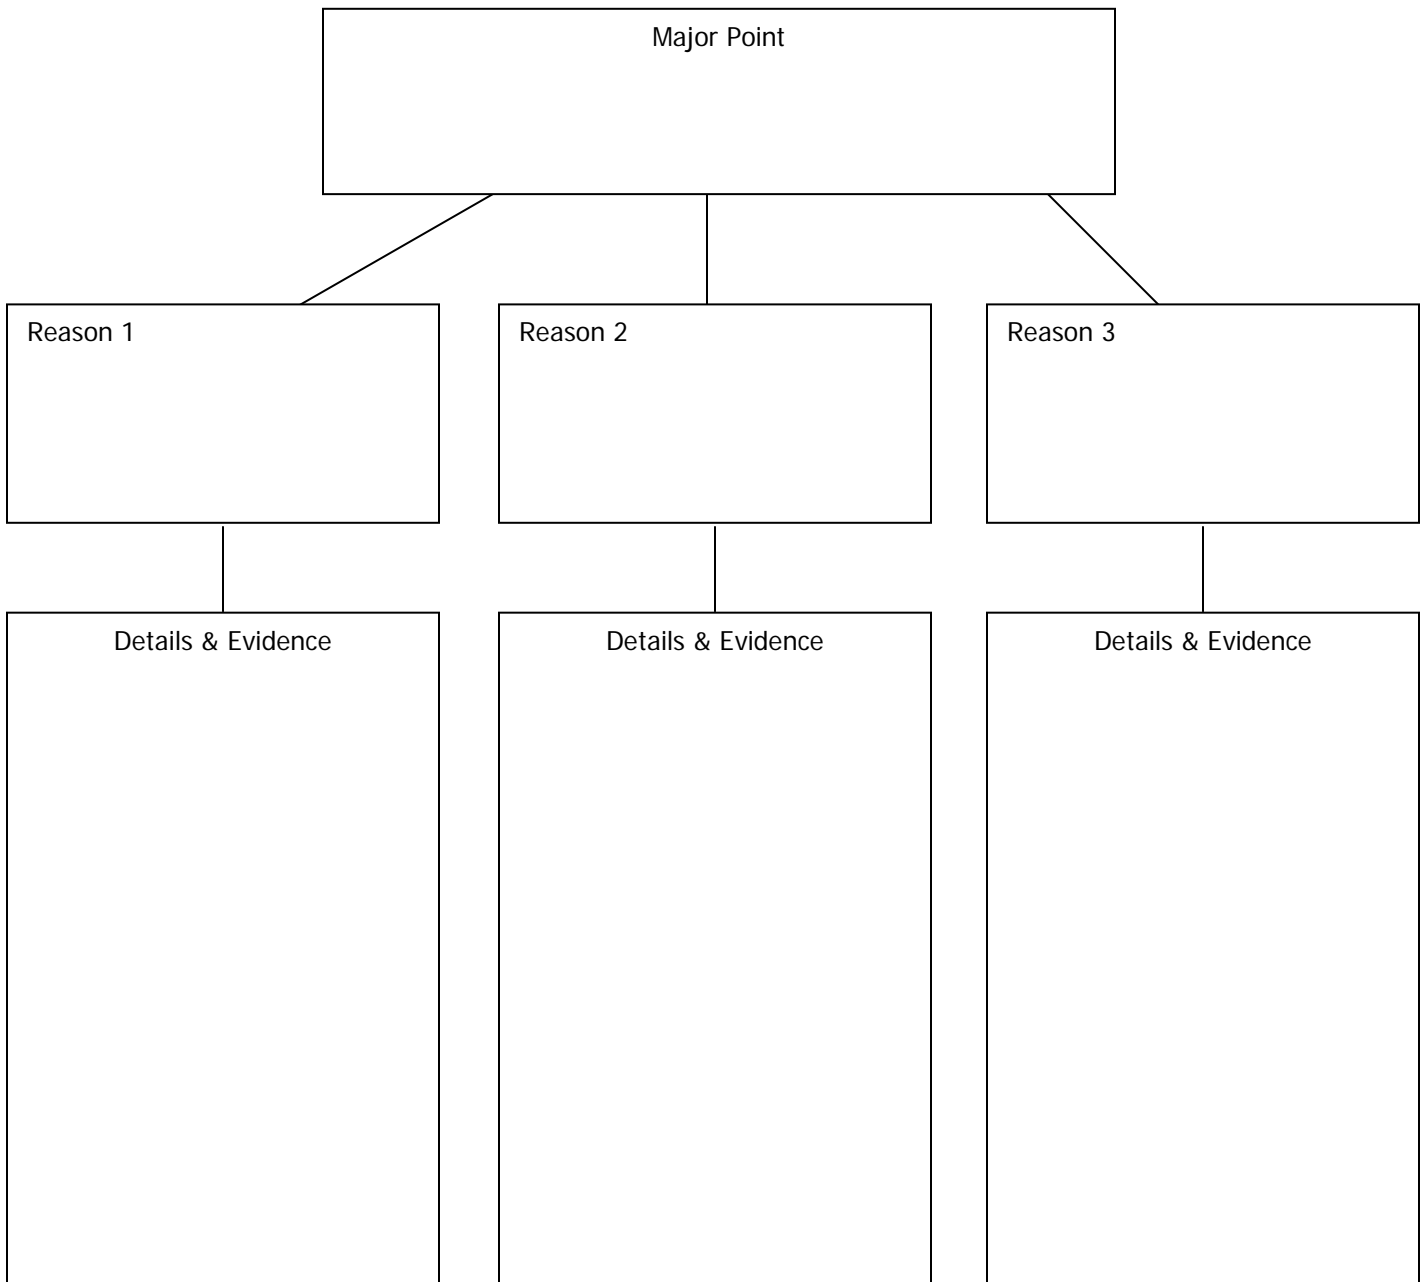 Major Point
Reason 1
Reason 2
Reason 3
Details & Evidence
Details & Evidence
Details & Evidence